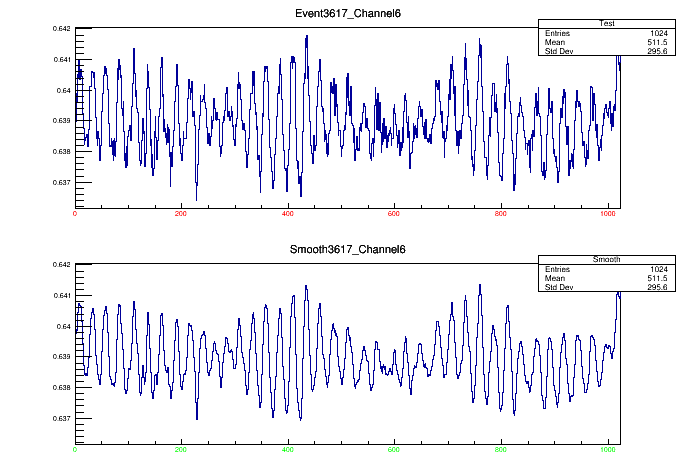 Event3617_Channel6
Test
Entries 1024
Mean 511.5
Std Dev 295.6
0.642
0.641
0.64
0.639
0.638
0.637
0 200 400 600 800 1000
Smooth3617_Channel6
Smooth
Entries 1024
Mean 511.5
Std Dev 295.6
0.642
0.641
0.64
0.639
0.638
0.637
0 200 400 600 800 1000